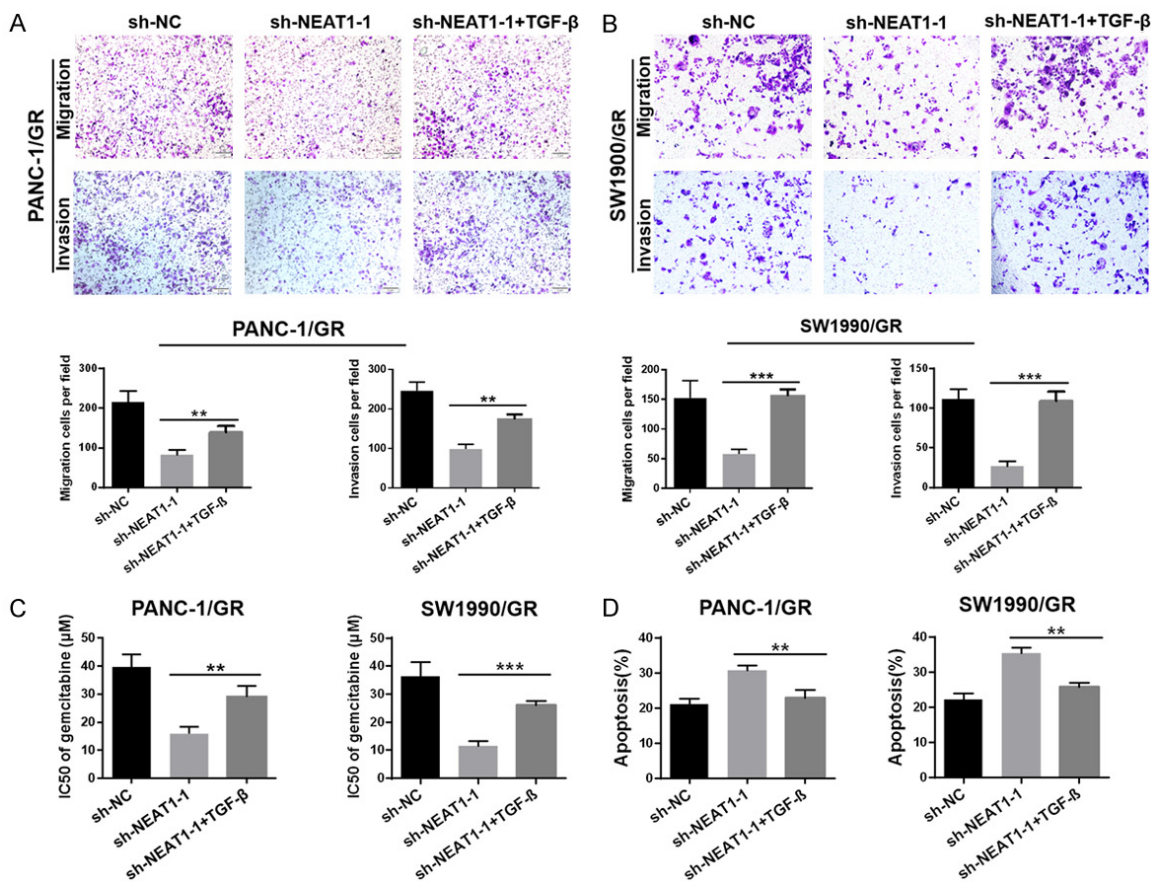 A
sh-NC sh-NEAT1-1 sh-NEAT1-1+TGF-β
PANC-1/GR
Migration
Invasion
B
sh-NC sh-NEAT1-1 sh-NEAT1-1+TGF-β
SW1900/GR
Migration
Invasion
PANC-1/GR
Migration cells per field
300
200
100
0
**
sh-NC
sh-NEAT1-1
sh-NEAT1-1+TGF-ß
Invasion cells per field
300
200
100
0
**
sh-NC
sh-NEAT1-1
sh-NEAT1-1+TGF-ß
SW1990/GR
Migration cells per field
200
150
100
50
0
***
sh-NC
sh-NEAT1-1
sh-NEAT1-1+TGF-ß
Invasion cells per field
150
100
50
0
***
sh-NC
sh-NEAT1-1
sh-NEAT1-1+TGF-ß
C
PANC-1/GR
IC50 of gemcitabine (μM)
50
40
30
20
10
0
**
sh-NC
sh-NEAT1-1
sh-NEAT1-1+TGF-ß
SW1990/GR
IC50 of gemcitabine (μM)
50
40
30
20
10
0
***
sh-NC
sh-NEAT1-1
sh-NEAT1-1+TGF-ß
D
PANC-1/GR
Apoptosis(%)
40
30
20
10
0
**
sh-NC
sh-NEAT1-1
sh-NEAT1-1+TGF-ß
SW1990/GR
Apoptosis(%)
40
30
20
10
0
**
sh-NC
sh-NEAT1-1
sh-NEAT1-1+TGF-ß